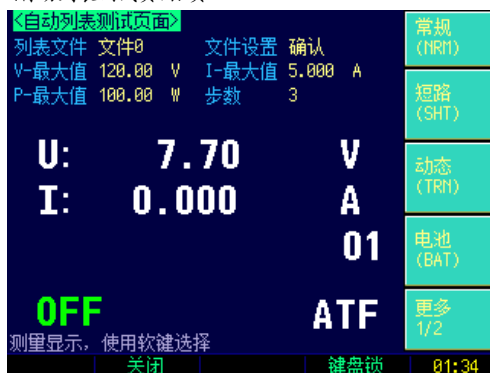 <自动列表测试页面>
常规
(NRM)
列表文件 文件0 文件设置 确认
V-最大值 120.00 V I-最大值 5.000 A
P-最大值 100.00 W 步数 3
短路
(SHT)
U: 7.70 V
动态
(TRN)
I: 0.000 A
01
电池
(BAT)
OFF ATF
更多
1/2
测量显示，使用软键选择
关闭 键盘锁 01:34